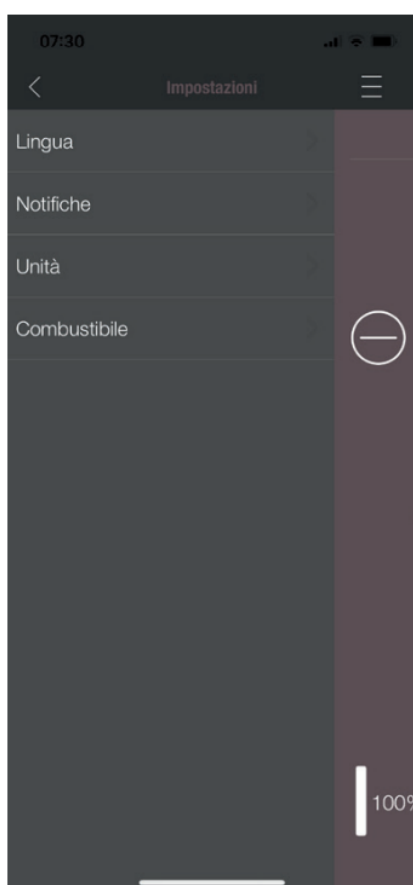 07:30
Impostazioni
Lingua
Notifiche
Unità
Combustibile
100%